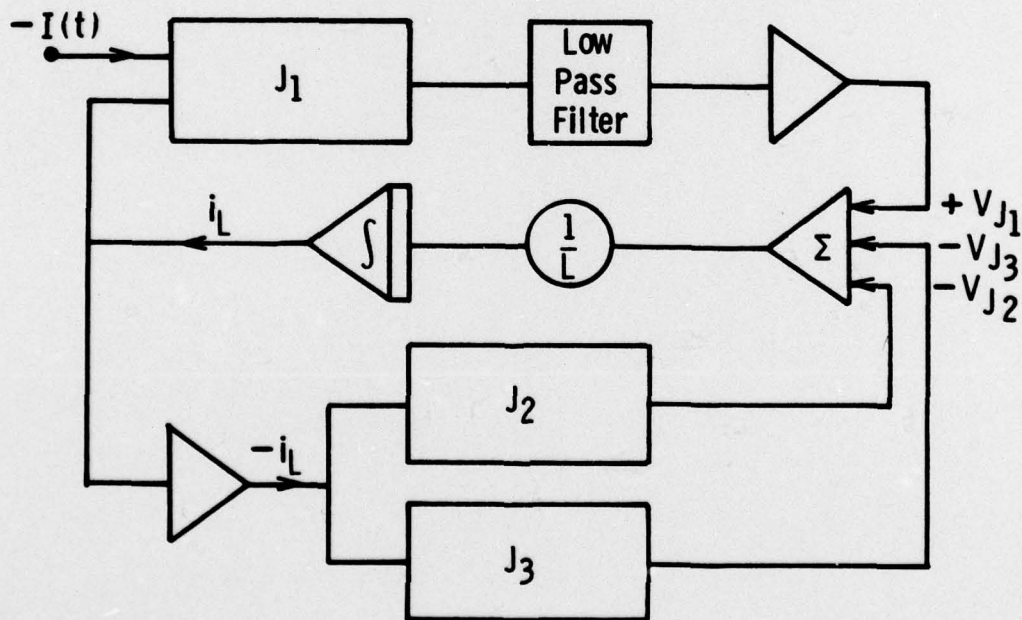 −I(t)
J1
Low
Pass
Filter
+ VJ1
− VJ3
− VJ2
Σ
1
L
∫
iL
− iL
J2
J3